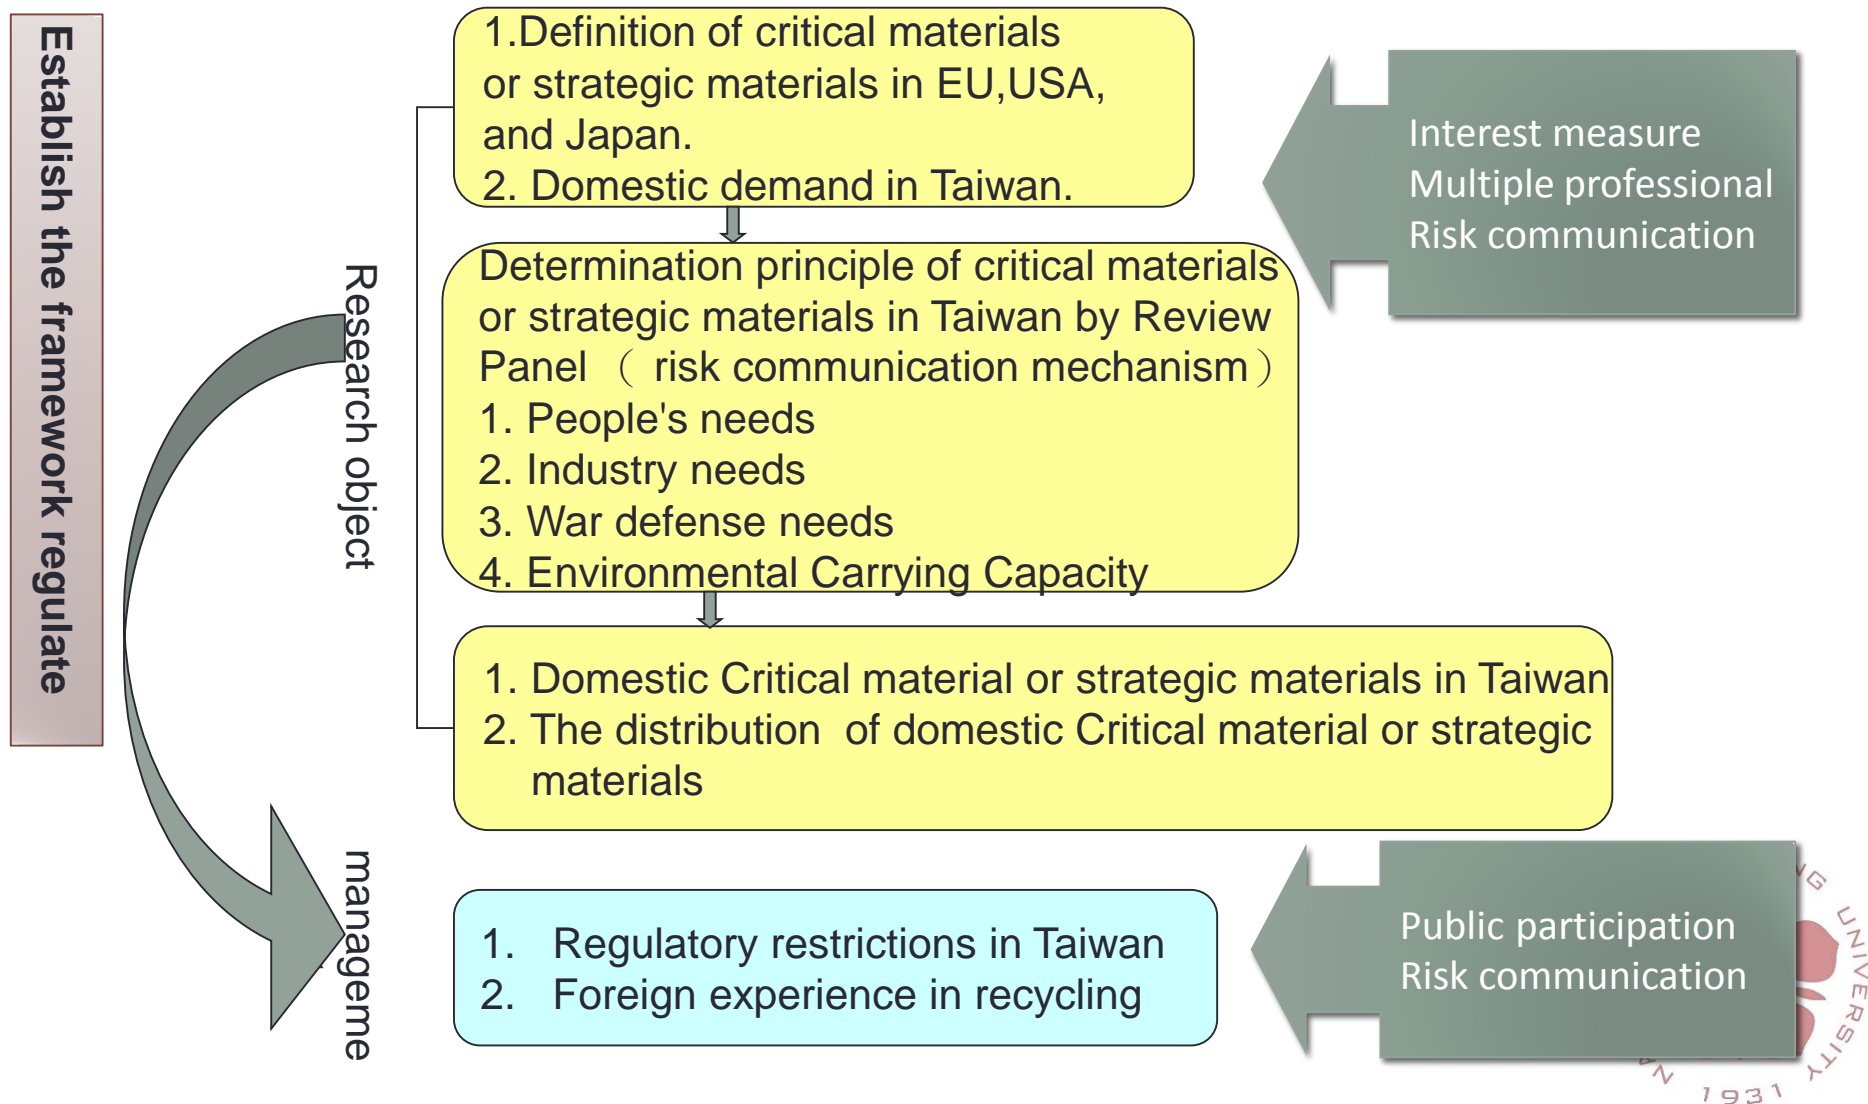 Establish the framework regulate
Research object
manageme
1.Definition of critical materials
or strategic materials in EU,USA,
and Japan.
2. Domestic demand in Taiwan.
Interest measure
Multiple professional
Risk communication
Determination principle of critical materials
or strategic materials in Taiwan by Review
Panel （ risk communication mechanism）
1. People's needs
2. Industry needs
3. War defense needs
4. Environmental Carrying Capacity
1. Domestic Critical material or strategic materials in Taiwan
2. The distribution  of domestic Critical material or strategic
materials
1. Regulatory restrictions in Taiwan
2. Foreign experience in recycling
Public participation
Risk communication
NG UNIVERSITY 1931